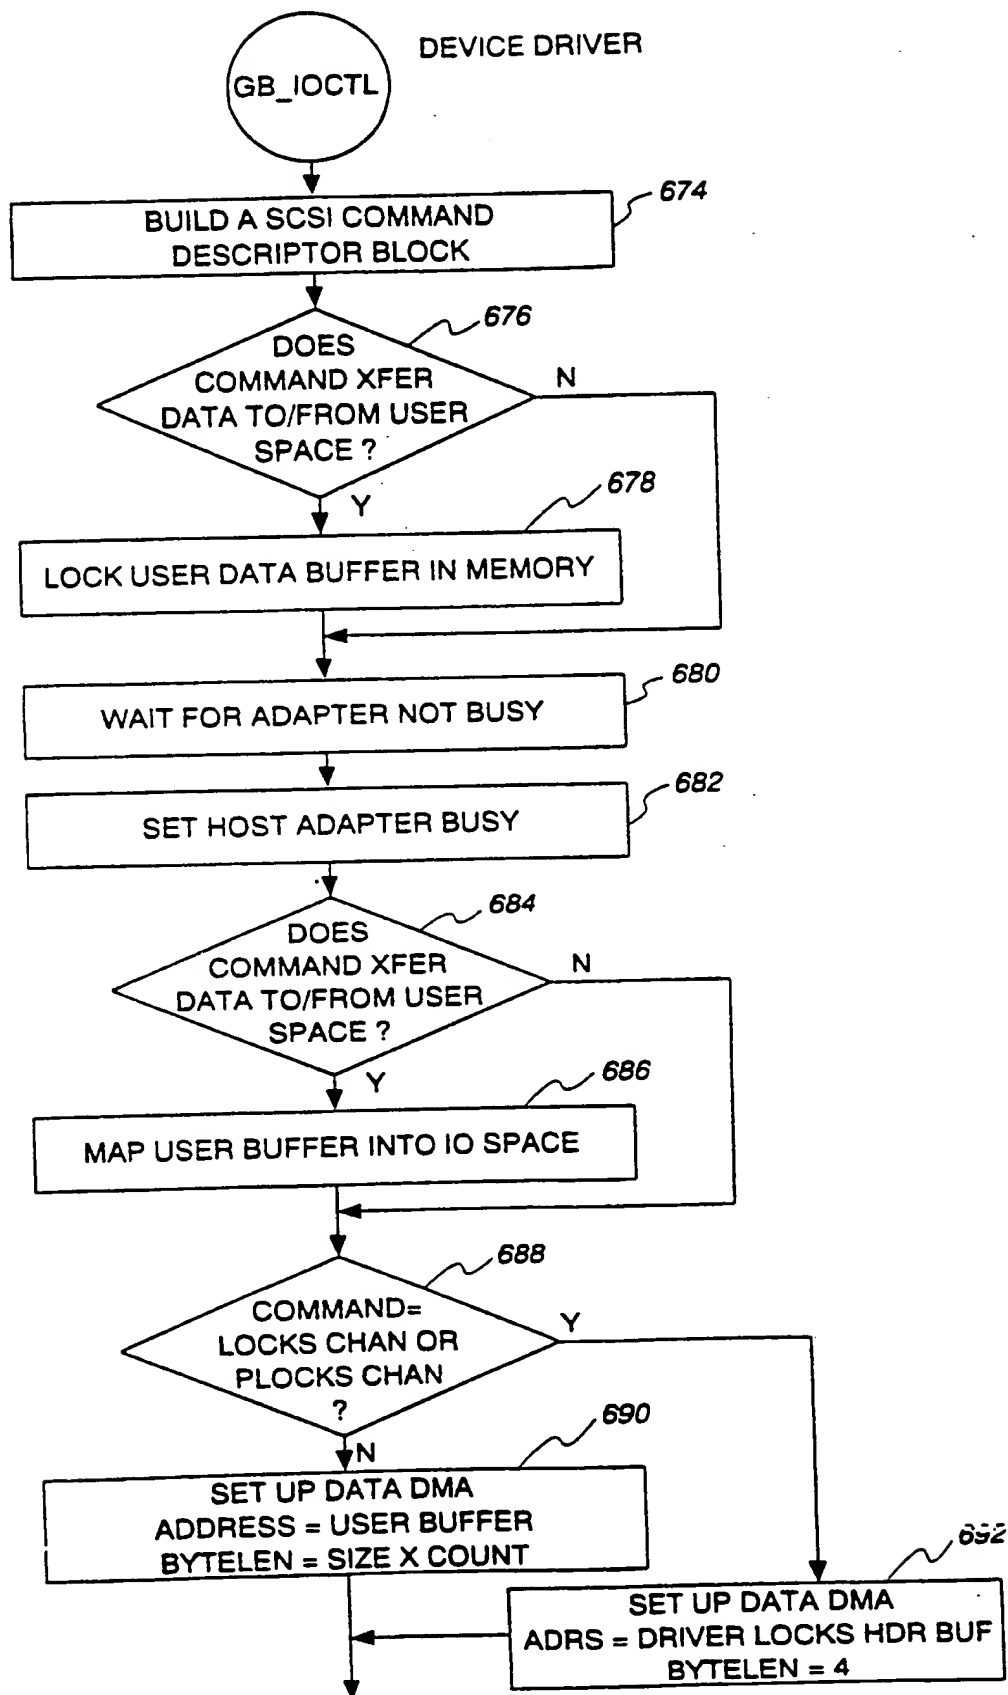 DEVICE DRIVER
GB_IOCTL
674
BUILD A SCSI COMMAND
DESCRIPTOR BLOCK
676
DOES
COMMAND XFER
DATA TO/FROM USER
SPACE ?
N
Y
678
LOCK USER DATA BUFFER IN MEMORY
680
WAIT FOR ADAPTER NOT BUSY
682
SET HOST ADAPTER BUSY
684
DOES
COMMAND XFER
DATA TO/FROM USER
SPACE ?
N
Y
686
MAP USER BUFFER INTO IO SPACE
688
COMMAND=
LOCKS CHAN OR
PLOCKS CHAN
?
Y
N
690
SET UP DATA DMA
ADDRESS = USER BUFFER
BYTELEN = SIZE X COUNT
692
SET UP DATA DMA
ADRS = DRIVER LOCKS HDR BUF
BYTELEN = 4